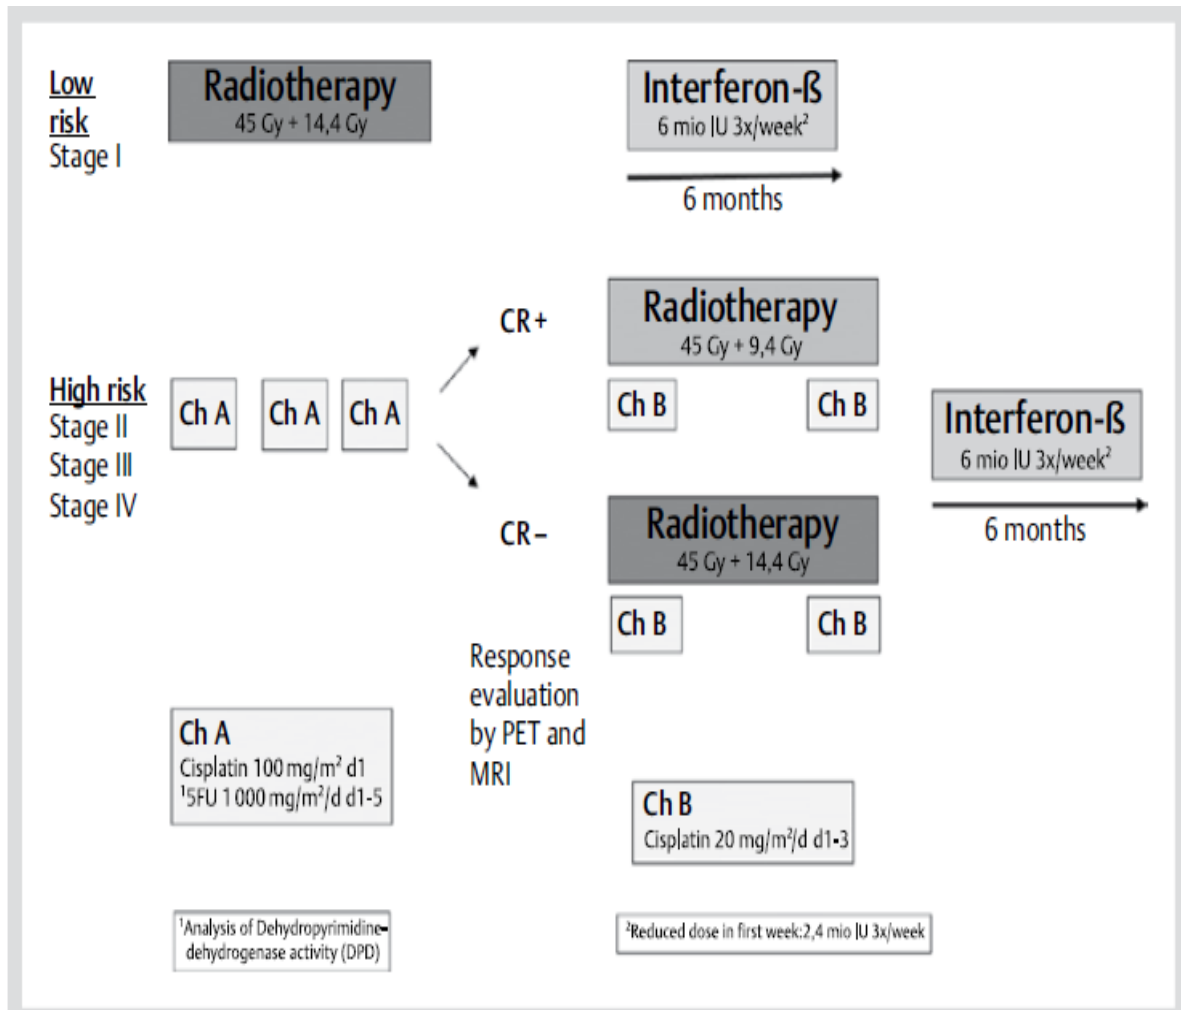 Low
risk
Stage I
Radiotherapy
45 Gy + 14,4 Gy
Interferon-ß
6 mio IU 3x/week²
6 months
High risk
Stage II
Stage III
Stage IV
Ch A
Ch A
Ch A
CR+
Radiotherapy
45 Gy + 9,4 Gy
Ch B
Ch B
CR–
Radiotherapy
45 Gy + 14,4 Gy
Ch B
Ch B
Interferon-ß
6 mio IU 3x/week²
6 months
Response
evaluation
by PET and
MRI
Ch A
Cisplatin 100 mg/m² d1
¹5FU 1 000 mg/m²/d d1-5
Ch B
Cisplatin 20 mg/m²/d d1-3
¹Analysis of Dehydropyrimidine-
dehydrogenase activity (DPD)
²Reduced dose in first week:2,4 mio IU 3x/week